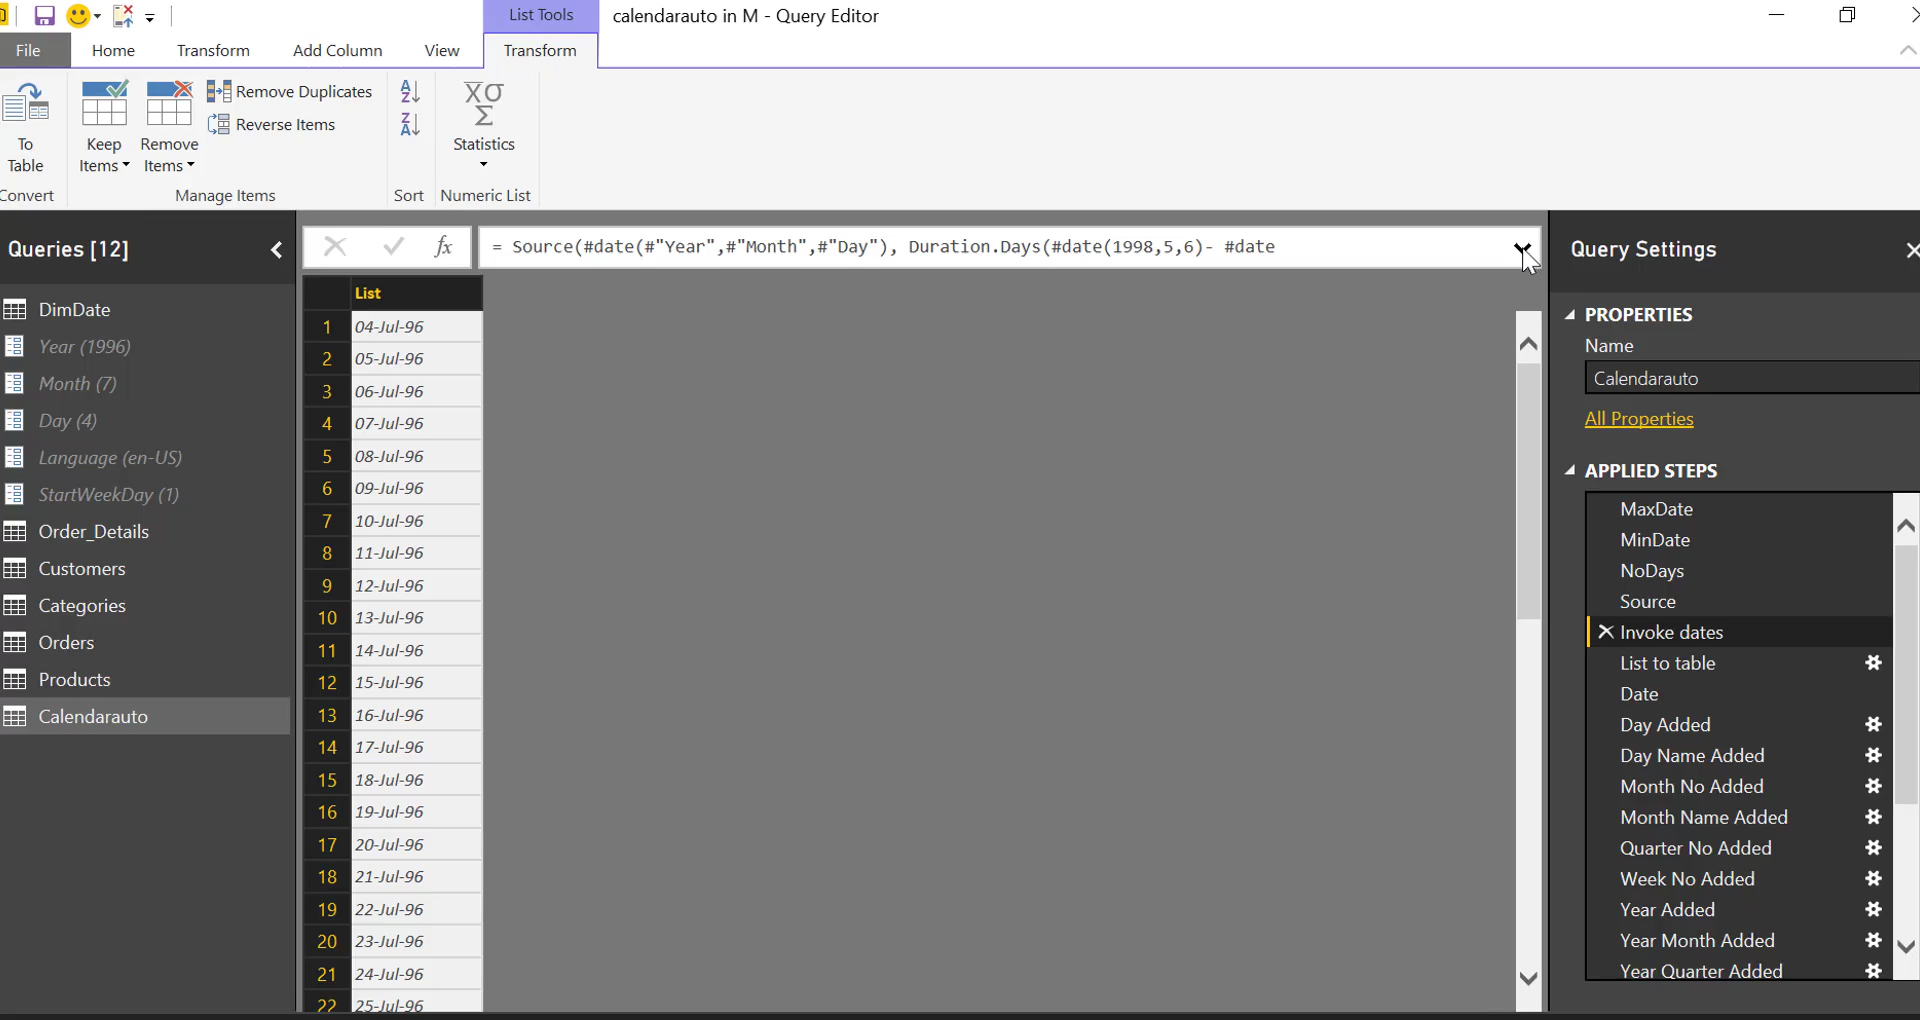 List Tools
calendarauto in M - Query Editor
File
Home
Transform
Add Column
View
Transform
To Table
Keep Items
Remove Items
Remove Duplicates
Reverse Items
A Z
Z A
X̅σ
Σ
Statistics
Convert
Manage Items
Sort
Numeric List
Queries [12]
fx
= Source(#date(#"Year",#"Month",#"Day"), Duration.Days(#date(1998,5,6)- #date
Query Settings
DimDate
Year (1996)
Month (7)
Day (4)
Language (en-US)
StartWeekDay (1)
Order_Details
Customers
Categories
Orders
Products
Calendarauto
List
1 04-Jul-96
2 05-Jul-96
3 06-Jul-96
4 07-Jul-96
5 08-Jul-96
6 09-Jul-96
7 10-Jul-96
8 11-Jul-96
9 12-Jul-96
10 13-Jul-96
11 14-Jul-96
12 15-Jul-96
13 16-Jul-96
14 17-Jul-96
15 18-Jul-96
16 19-Jul-96
17 20-Jul-96
18 21-Jul-96
19 22-Jul-96
20 23-Jul-96
21 24-Jul-96
22 25-Jul-96
PROPERTIES
Name
Calendarauto
All Properties
APPLIED STEPS
MaxDate
MinDate
NoDays
Source
Invoke dates
List to table
Date
Day Added
Day Name Added
Month No Added
Month Name Added
Quarter No Added
Week No Added
Year Added
Year Month Added
Year Quarter Added